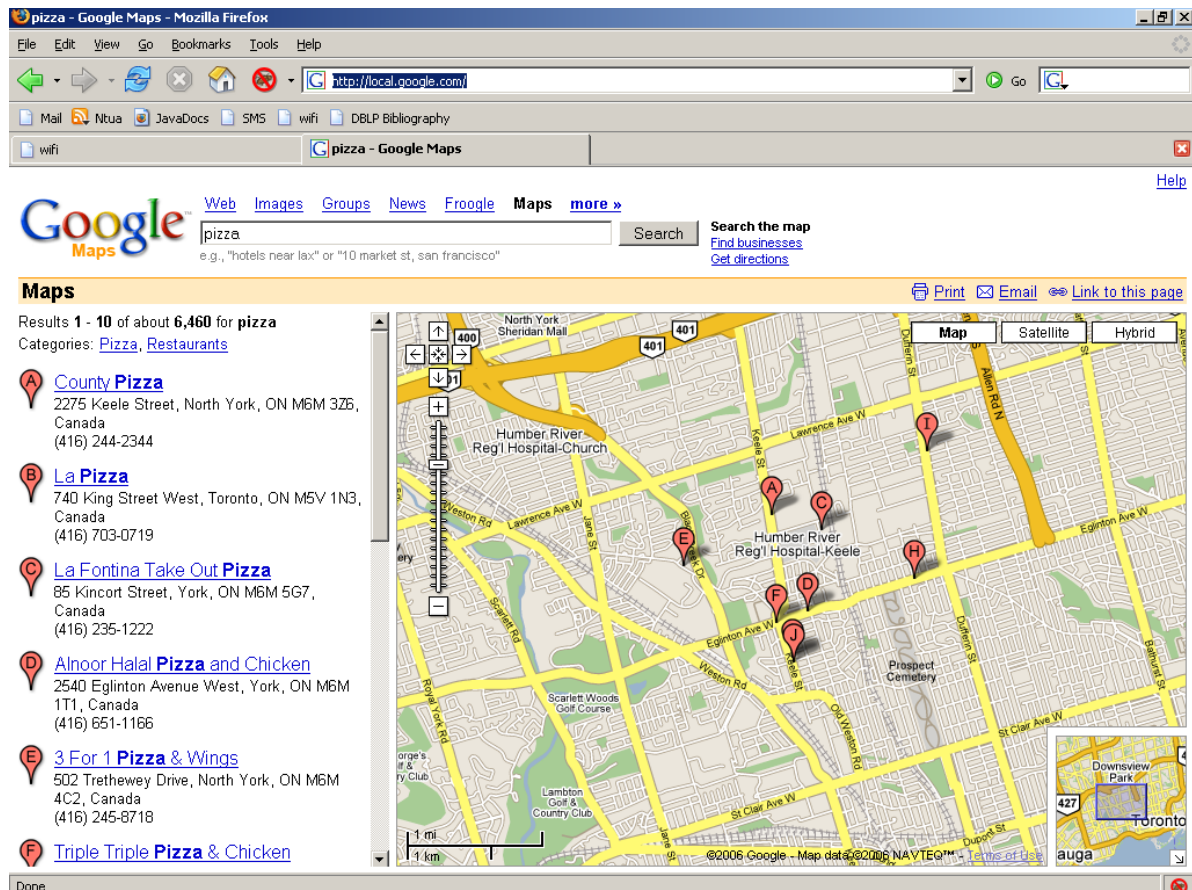 pizza - Google Maps - Mozilla Firefox
File Edit View Go Bookmarks Tools Help
http://local.google.com/ Go
Mail Ntua JavaDocs SMS wifi DBLP Bibliography
wifi pizza - Google Maps
Help
Google Maps
Web Images Groups News Froogle Maps more »
pizza Search
e.g., "hotels near lax" or "10 market st, san francisco"
Search the map
Find businesses
Get directions
Maps Print Email Link to this page
Results 1 - 10 of about 6,460 for pizza
Categories: Pizza, Restaurants
A County Pizza
2275 Keele Street, North York, ON M6M 3Z6,
Canada
(416) 244-2344
B La Pizza
740 King Street West, Toronto, ON M5V 1N3,
Canada
(416) 703-0719
C La Fontina Take Out Pizza
85 Kincort Street, York, ON M6M 5G7,
Canada
(416) 235-1222
D Alnoor Halal Pizza and Chicken
2540 Eglinton Avenue West, York, ON M6M
1T1, Canada
(416) 651-1166
E 3 For 1 Pizza & Wings
502 Trethewey Drive, North York, ON M6M
4C2, Canada
(416) 245-8718
F Triple Triple Pizza & Chicken
North York
Sheridan Mall
400
401
401
Map Satellite Hybrid
Dufferin St
Allen Rd N
Humber River
Reg'l Hospital-Church
Keele St
Lawrence Ave W
I
A
C
Weston Rd
Lawrence Ave W
Jane St
Black Creek Dr
E
Humber River
Reg'l Hospital-Keele
Eglinton Ave W
H
D
F
J
Scarlett Rd
Eglinton Ave W
Keele St
Weston Rd
Dufferin St
Bathurst St
Prospect
Cemetery
Royal York Rd
Scarlett Woods
Golf Course
Old Weston Rd
St Clair Ave W
Lambton
Golf &
Country Club
St Clair Ave W
Jane St
Dupont St
Downsview
Park
427
Toronto
auga
1 mi
1 km
©2006 Google - Map data ©2006 NAVTEQ™ - Terms of Use
Done